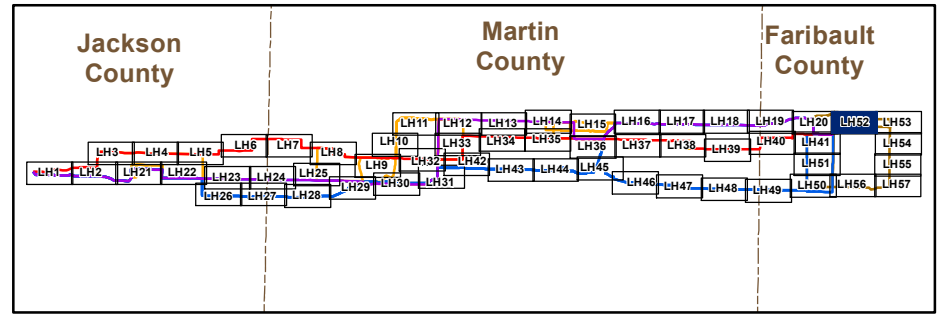 Jackson
County
Martin
County
Faribault
County
LH11 LH12 LH13 LH14 LH15 LH16 LH17 LH18 LH19 LH20 LH52 LH53
LH10 LH33 LH34 LH35 LH36 LH37 LH38 LH39 LH40 LH41 LH54
LH3 LH4 LH5 LH6 LH7 LH8 LH9 LH32 LH42
LH1 LH2 LH21 LH22 LH23 LH24 LH25 LH43 LH44 LH45 LH51 LH55
LH26 LH27 LH28 LH29 LH30 LH31 LH46 LH47 LH48 LH49 LH50 LH56 LH57